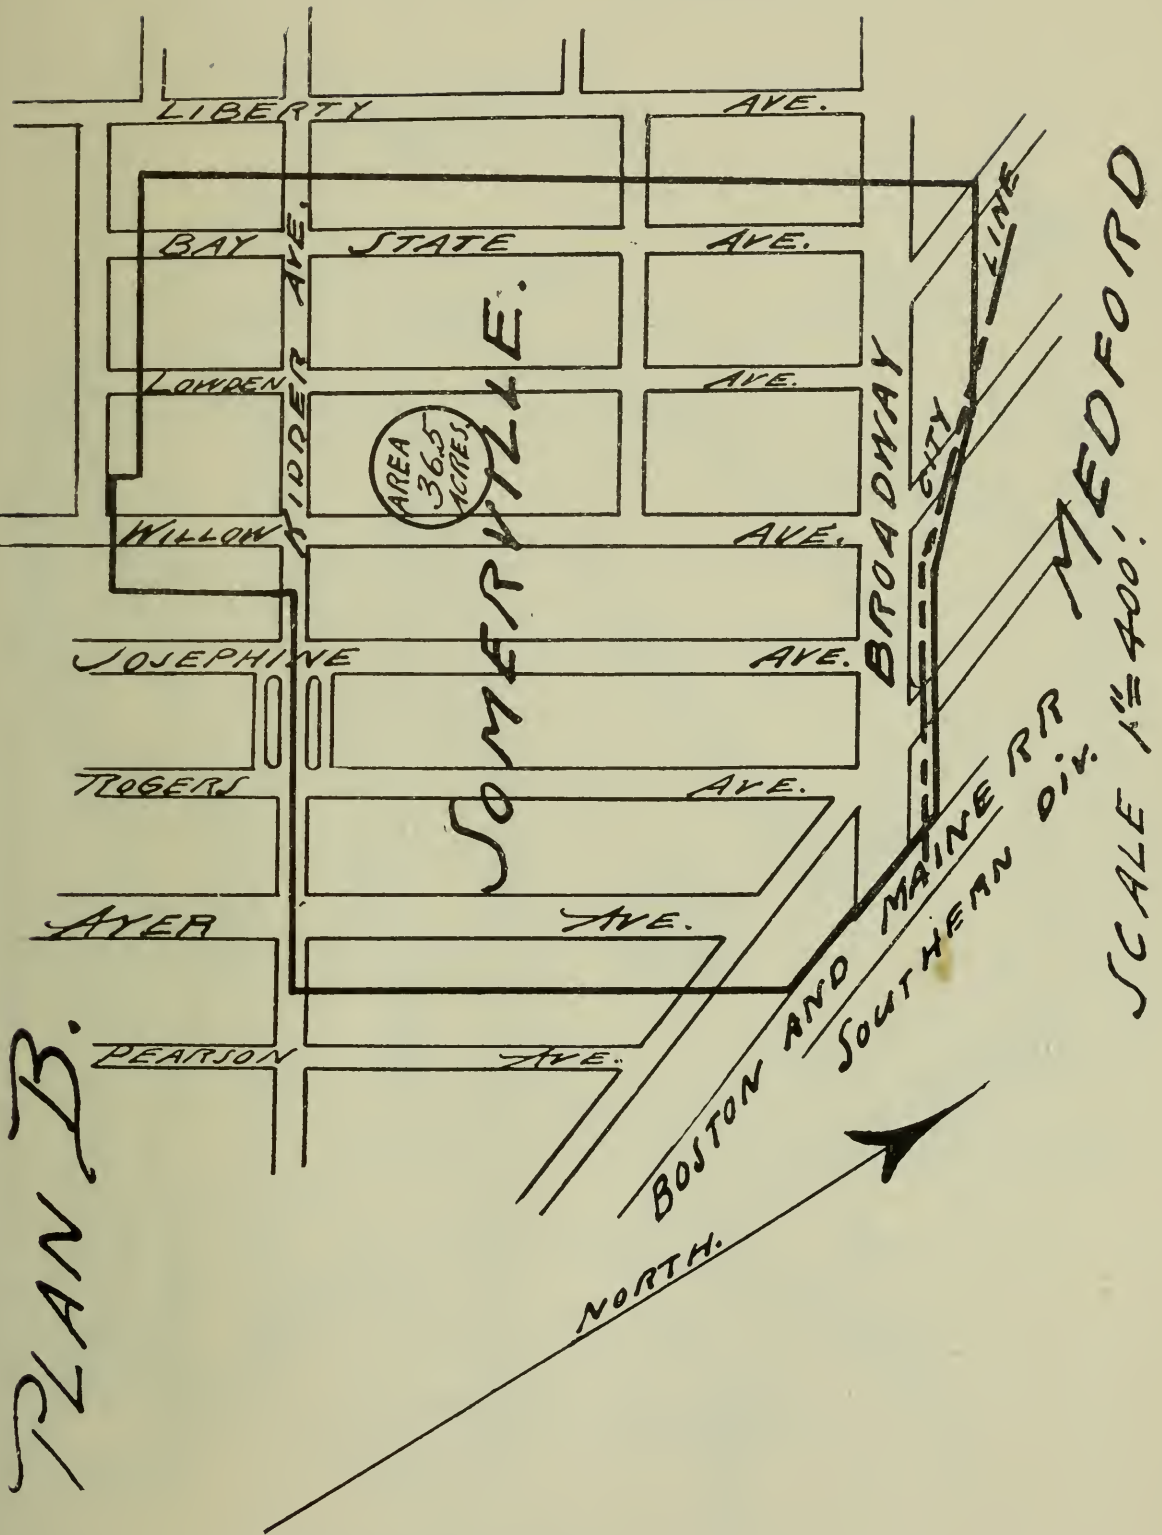 PLAN B.
LIBERTY AVE.
BAY STATE AVE.
LOWDEN AVE.
WILLOW AVE.
JOSEPHINE AVE.
ROGERS AVE.
AYER AVE.
PEARSON AVE.
KIDDER AVE.
AREA
36.5
ACRES.
SOMERVILLE.
BROADWAY
CITY LINE
MEDFORD
BOSTON AND MAINE RR
SOUTHERN DIV.
SCALE 1"=400'.
NORTH.